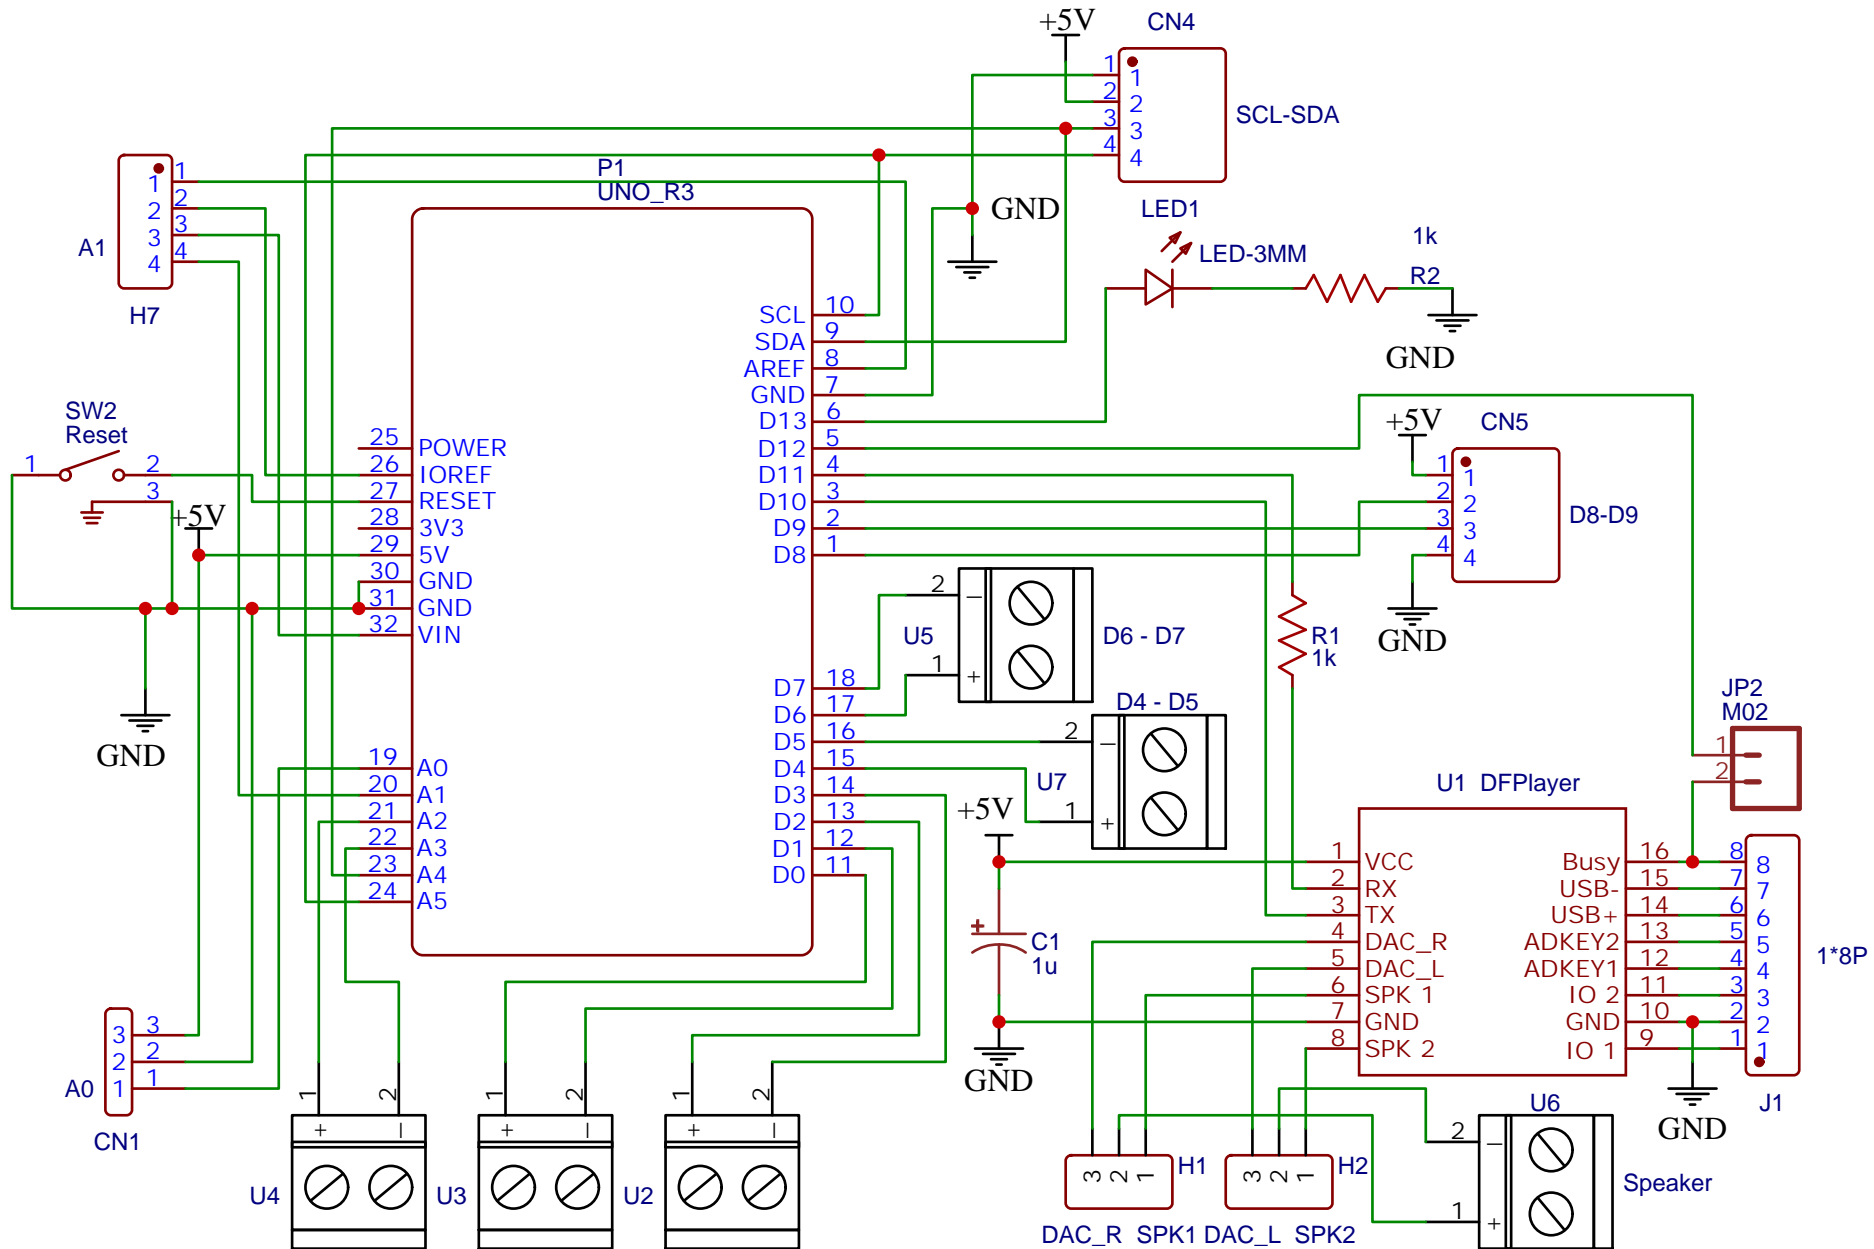 +5V
CN4
1 1
2 2
3 3
4 4
SCL-SDA
P1
UNO_R3
1 1
2 2
3 3
4 4
A1
H7
GND
LED1
LED-3MM
1k
R2
GND
SCL 10
SDA 9
AREF 8
GND 7
D13 6
D12 5
D11 4
D10 3
D9 2
D8 1
SW2
Reset
1
2
3
+5V
25 POWER
26 IOREF
27 RESET
28 3V3
29 5V
30 GND
31 GND
32 VIN
GND
+5V
CN5
1 1
2 2
3 3
4 4
D8-D9
GND
2 −
U5
1 +
D6 - D7
R1
1k
D4 - D5
2 −
U7
1 +
D7 18
D6 17
D5 16
D4 15
D3 14
D2 13
D1 12
D0 11
19 A0
20 A1
21 A2
22 A3
23 A4
24 A5
JP2
M02
1
2
U1 DFPlayer
+5V
+
C1
1u
GND
1 VCC
2 RX
3 TX
4 DAC_R
5 DAC_L
6 SPK 1
7 GND
8 SPK 2
Busy 16
USB- 15
USB+ 14
ADKEY2 13
ADKEY1 12
IO 2 11
GND 10
IO 1 9
8 8
7 7
6 6
5 5
4 4
3 3
2 2
1 1
1*8P
J1
GND
3 3
2 2
1 1
A0
CN1
1 2
+ −
U4
1 2
+ −
U3
1 2
+ −
U2
3 2 1
H1
DAC_R SPK1
3 2 1
H2
DAC_L SPK2
U6
2 −
1 +
Speaker